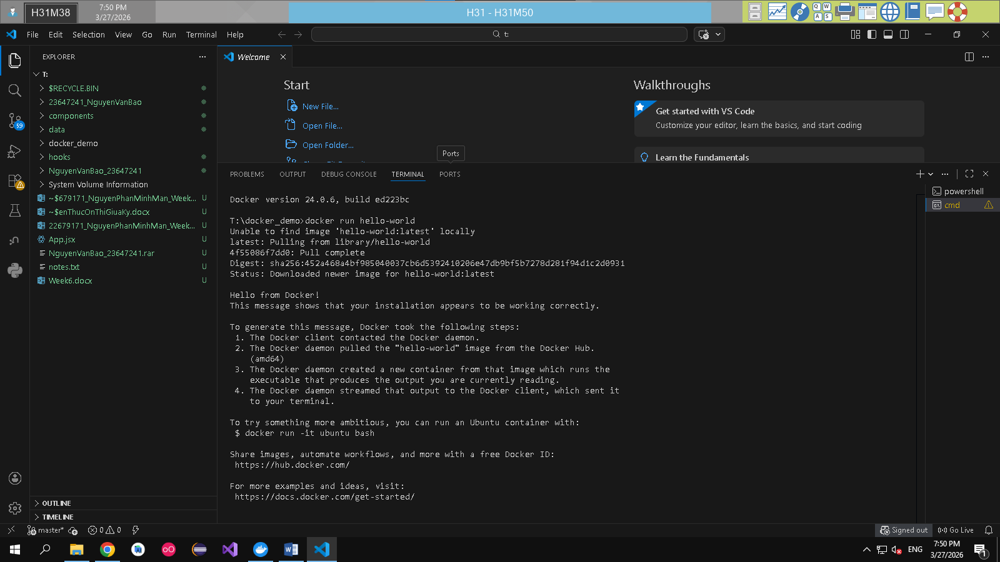 H31M38
7:50 PM
3/27/2026
H31 - H31M50
Q W
A S
File Edit Selection View Go Run Terminal Help
t:
EXPLORER
Welcome
T:
$RECYCLE.BIN
23647241_NguyenVanBao
components
data
docker_demo
hooks
NguyenVanBao_23647241
System Volume Information
~$679171_NguyenPhanMinhMan_Week... U
~$enThucOnThiGiuaKy.docx U
22679171_NguyenPhanMinhMan_Week... U
App.jsx U
NguyenVanBao_23647241.rar U
notes.txt U
Week6.docx U
59
OUTLINE
TIMELINE
Start
New File...
Open File...
Open Folder...
Walkthroughs
Get started with VS Code
Customize your editor, learn the basics, and start coding
Learn the Fundamentals
Ports
PROBLEMS OUTPUT DEBUG CONSOLE TERMINAL PORTS
powershell
cmd
Docker version 24.0.6, build ed223bc
T:\docker_demo>docker run hello-world
Unable to find image 'hello-world:latest' locally
latest: Pulling from library/hello-world
4f55086f7dd0: Pull complete
Digest: sha256:452a468a4bf985040037cb6d5392410206e47db9bf5b7278d281f94d1c2d0931
Status: Downloaded newer image for hello-world:latest
Hello from Docker!
This message shows that your installation appears to be working correctly.
To generate this message, Docker took the following steps:
1. The Docker client contacted the Docker daemon.
2. The Docker daemon pulled the "hello-world" image from the Docker Hub.
(amd64)
3. The Docker daemon created a new container from that image which runs the
executable that produces the output you are currently reading.
4. The Docker daemon streamed that output to the Docker client, which sent it
to your terminal.
To try something more ambitious, you can run an Ubuntu container with:
$ docker run -it ubuntu bash
Share images, automate workflows, and more with a free Docker ID:
https://hub.docker.com/
For more examples and ideas, visit:
https://docs.docker.com/get-started/
master* 0 0
Signed out Go Live
ENG
7:50 PM
3/27/2026
1